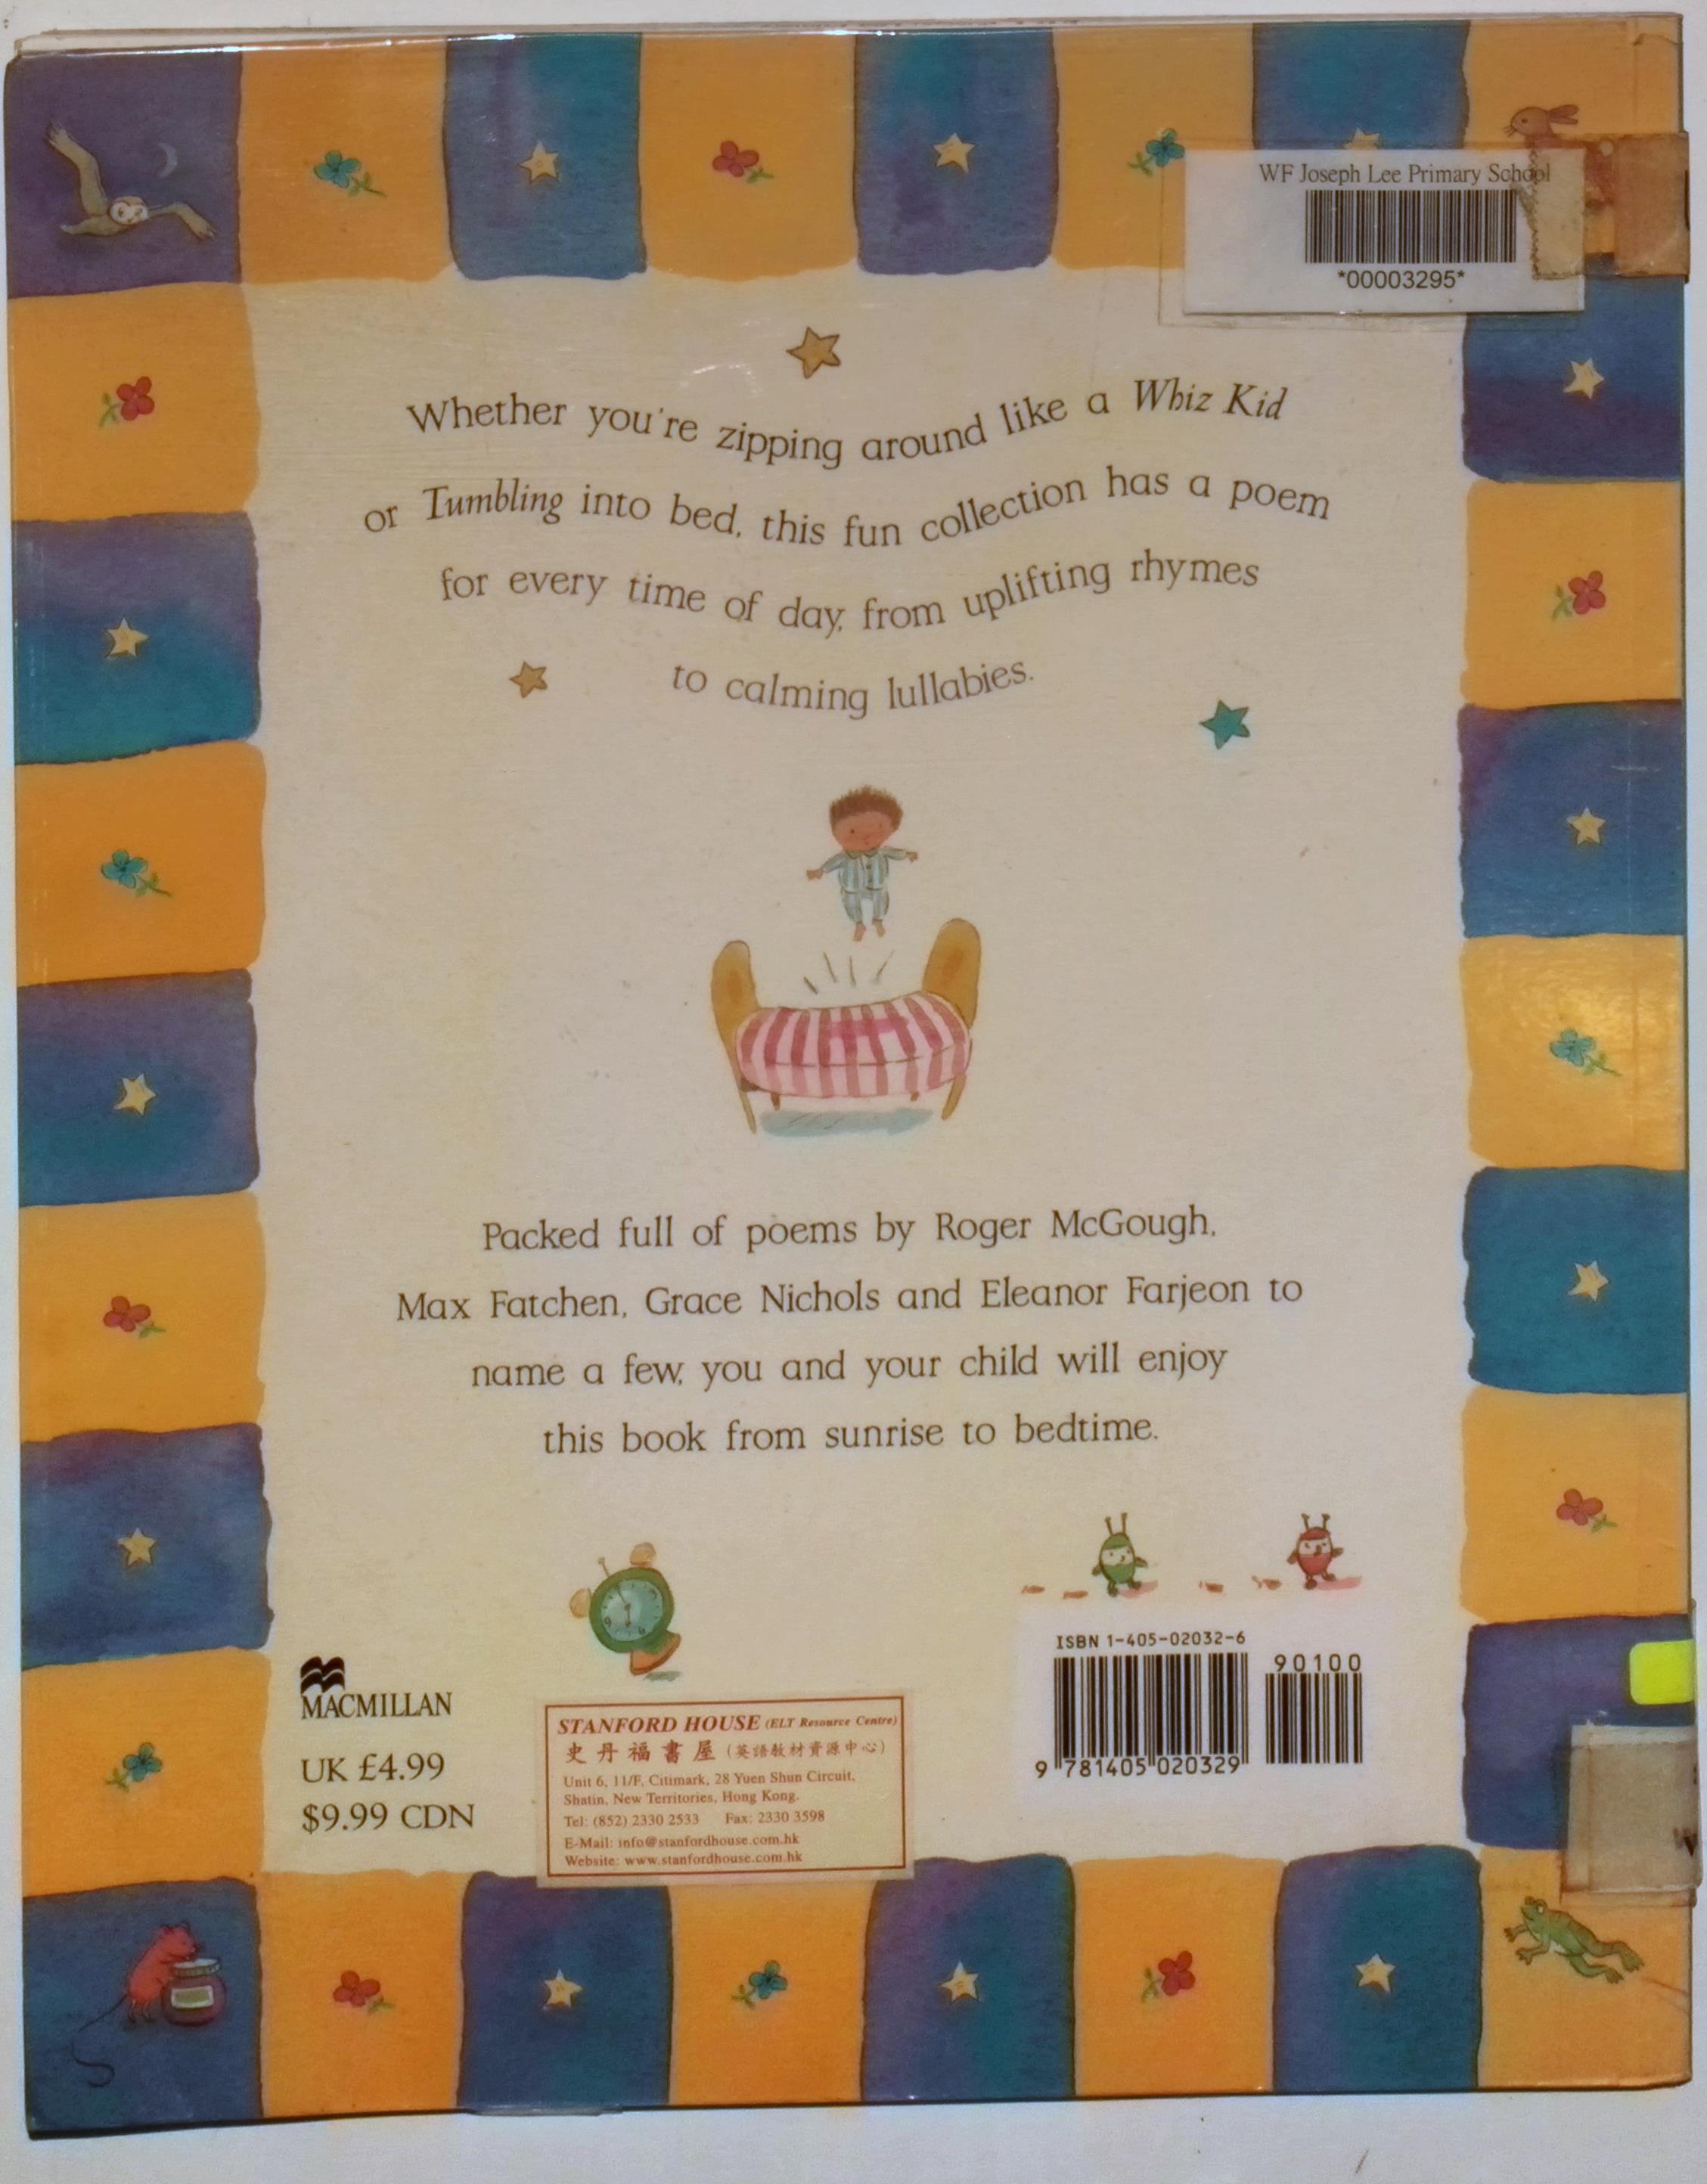 WF Joseph Lee Primary School
*00003295*
Whether you're zipping around like a Whiz Kid
or Tumbling into bed, this fun collection has a poem
for every time of day, from uplifting rhymes
to calming lullabies.
Packed full of poems by Roger McGough,
Max Fatchen, Grace Nichols and Eleanor Farjeon to
name a few, you and your child will enjoy
this book from sunrise to bedtime.
MACMILLAN
UK £4.99
$9.99 CDN
STANFORD HOUSE (ELT Resource Centre)
史丹福書屋(英語教材資源中心)
Unit 6, 11/F, Citimark, 28 Yuen Shun Circuit,
Shatin, New Territories, Hong Kong.
Tel: (852) 2330 2533 Fax: 2330 3598
E-Mail: info@stanfordhouse.com.hk
Website: www.stanfordhouse.com.hk
ISBN 1-405-02032-6
90100
9 781405 020329